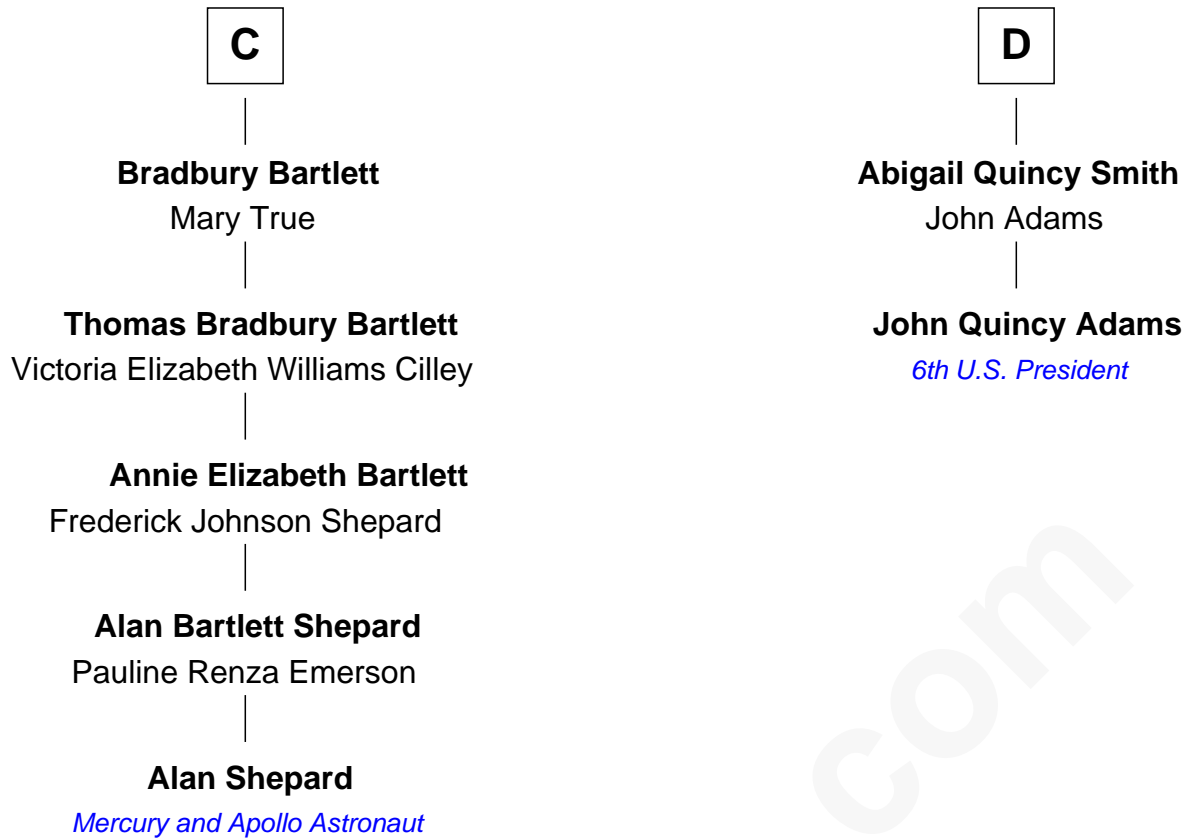 C
Bradbury Bartlett
Mary True
Thomas Bradbury Bartlett
Victoria Elizabeth Williams Cilley
Annie Elizabeth Bartlett
Frederick Johnson Shepard
Alan Bartlett Shepard
Pauline Renza Emerson
Alan Shepard
Mercury and Apollo Astronaut
D
Abigail Quincy Smith
John Adams
John Quincy Adams
6th U.S. President
com